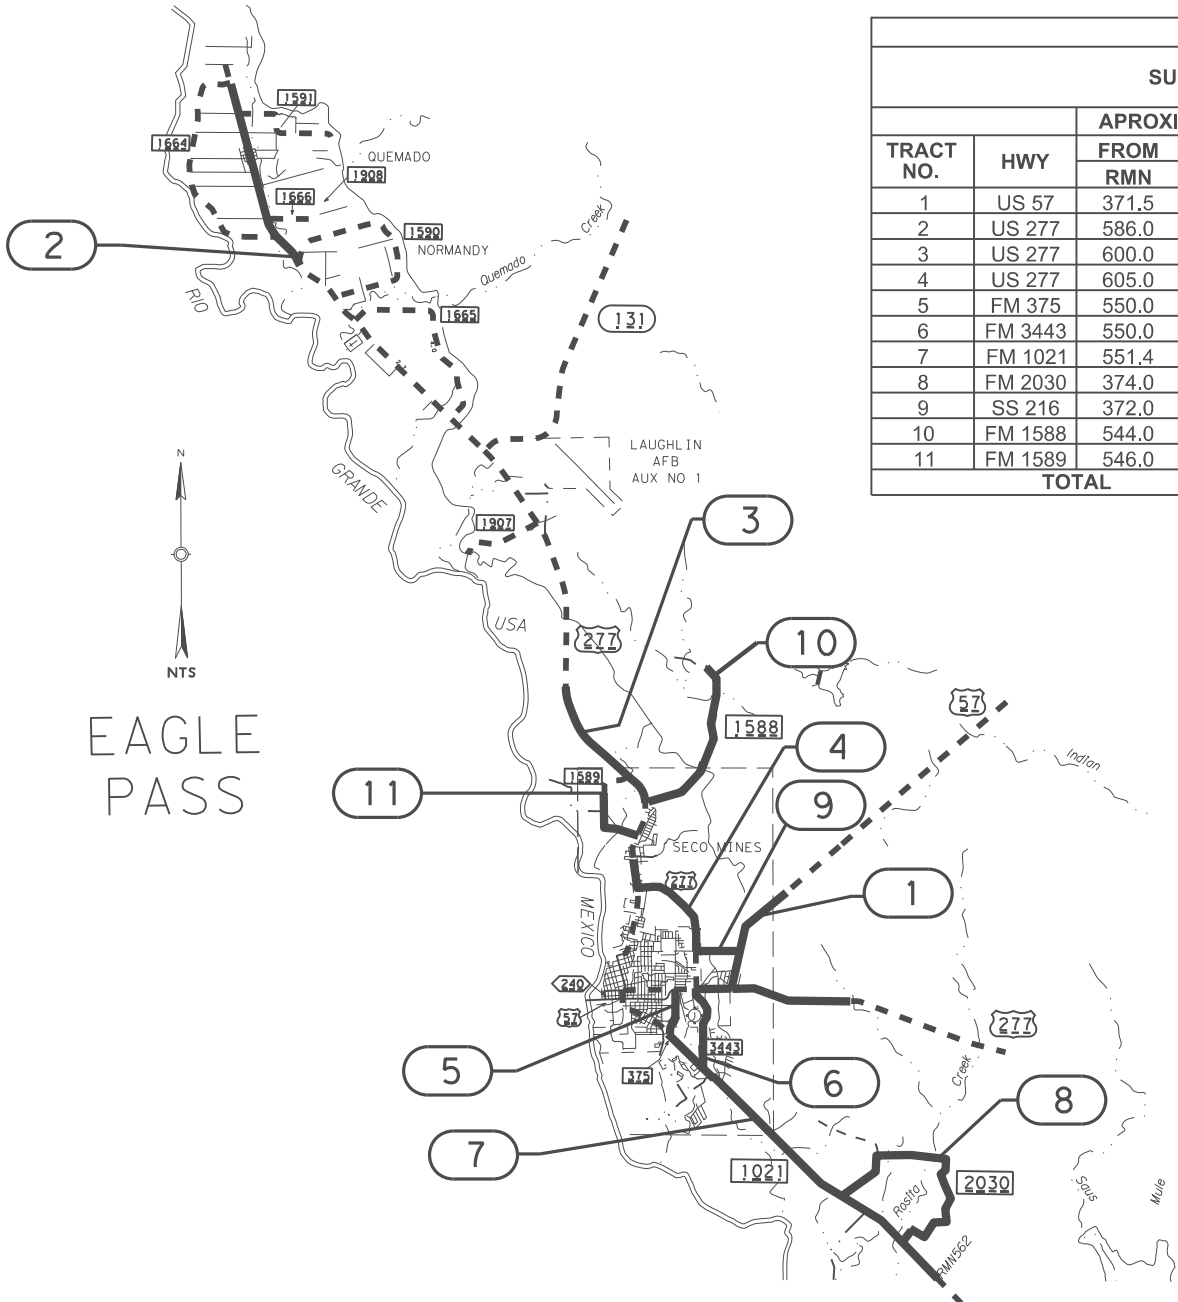 SU
APROXI
TRACT NO. HWY FROM
RMN
1 US 57 371.5
2 US 277 586.0
3 US 277 600.0
4 US 277 605.0
5 FM 375 550.0
6 FM 3443 550.0
7 FM 1021 551.4
8 FM 2030 374.0
9 SS 216 372.0
10 FM 1588 544.0
11 FM 1589 546.0
TOTAL
1591
1664
QUEMADO
1908
1666
2
1590
NORMANDY
Creek
Quemado
RIO
1665
131
LAUGHLIN
AFB
AUX NO 1
GRANDE
N
NTS
1907
3
USA
277
10
57
EAGLE
PASS
1588
4
Indian
1589
11
9
SECO MINES
277
1
MEXICO
240
57
277
5
3443
375
6
Creek
8
7
1021
2030
Rosita
Saus
Mule
RMN562